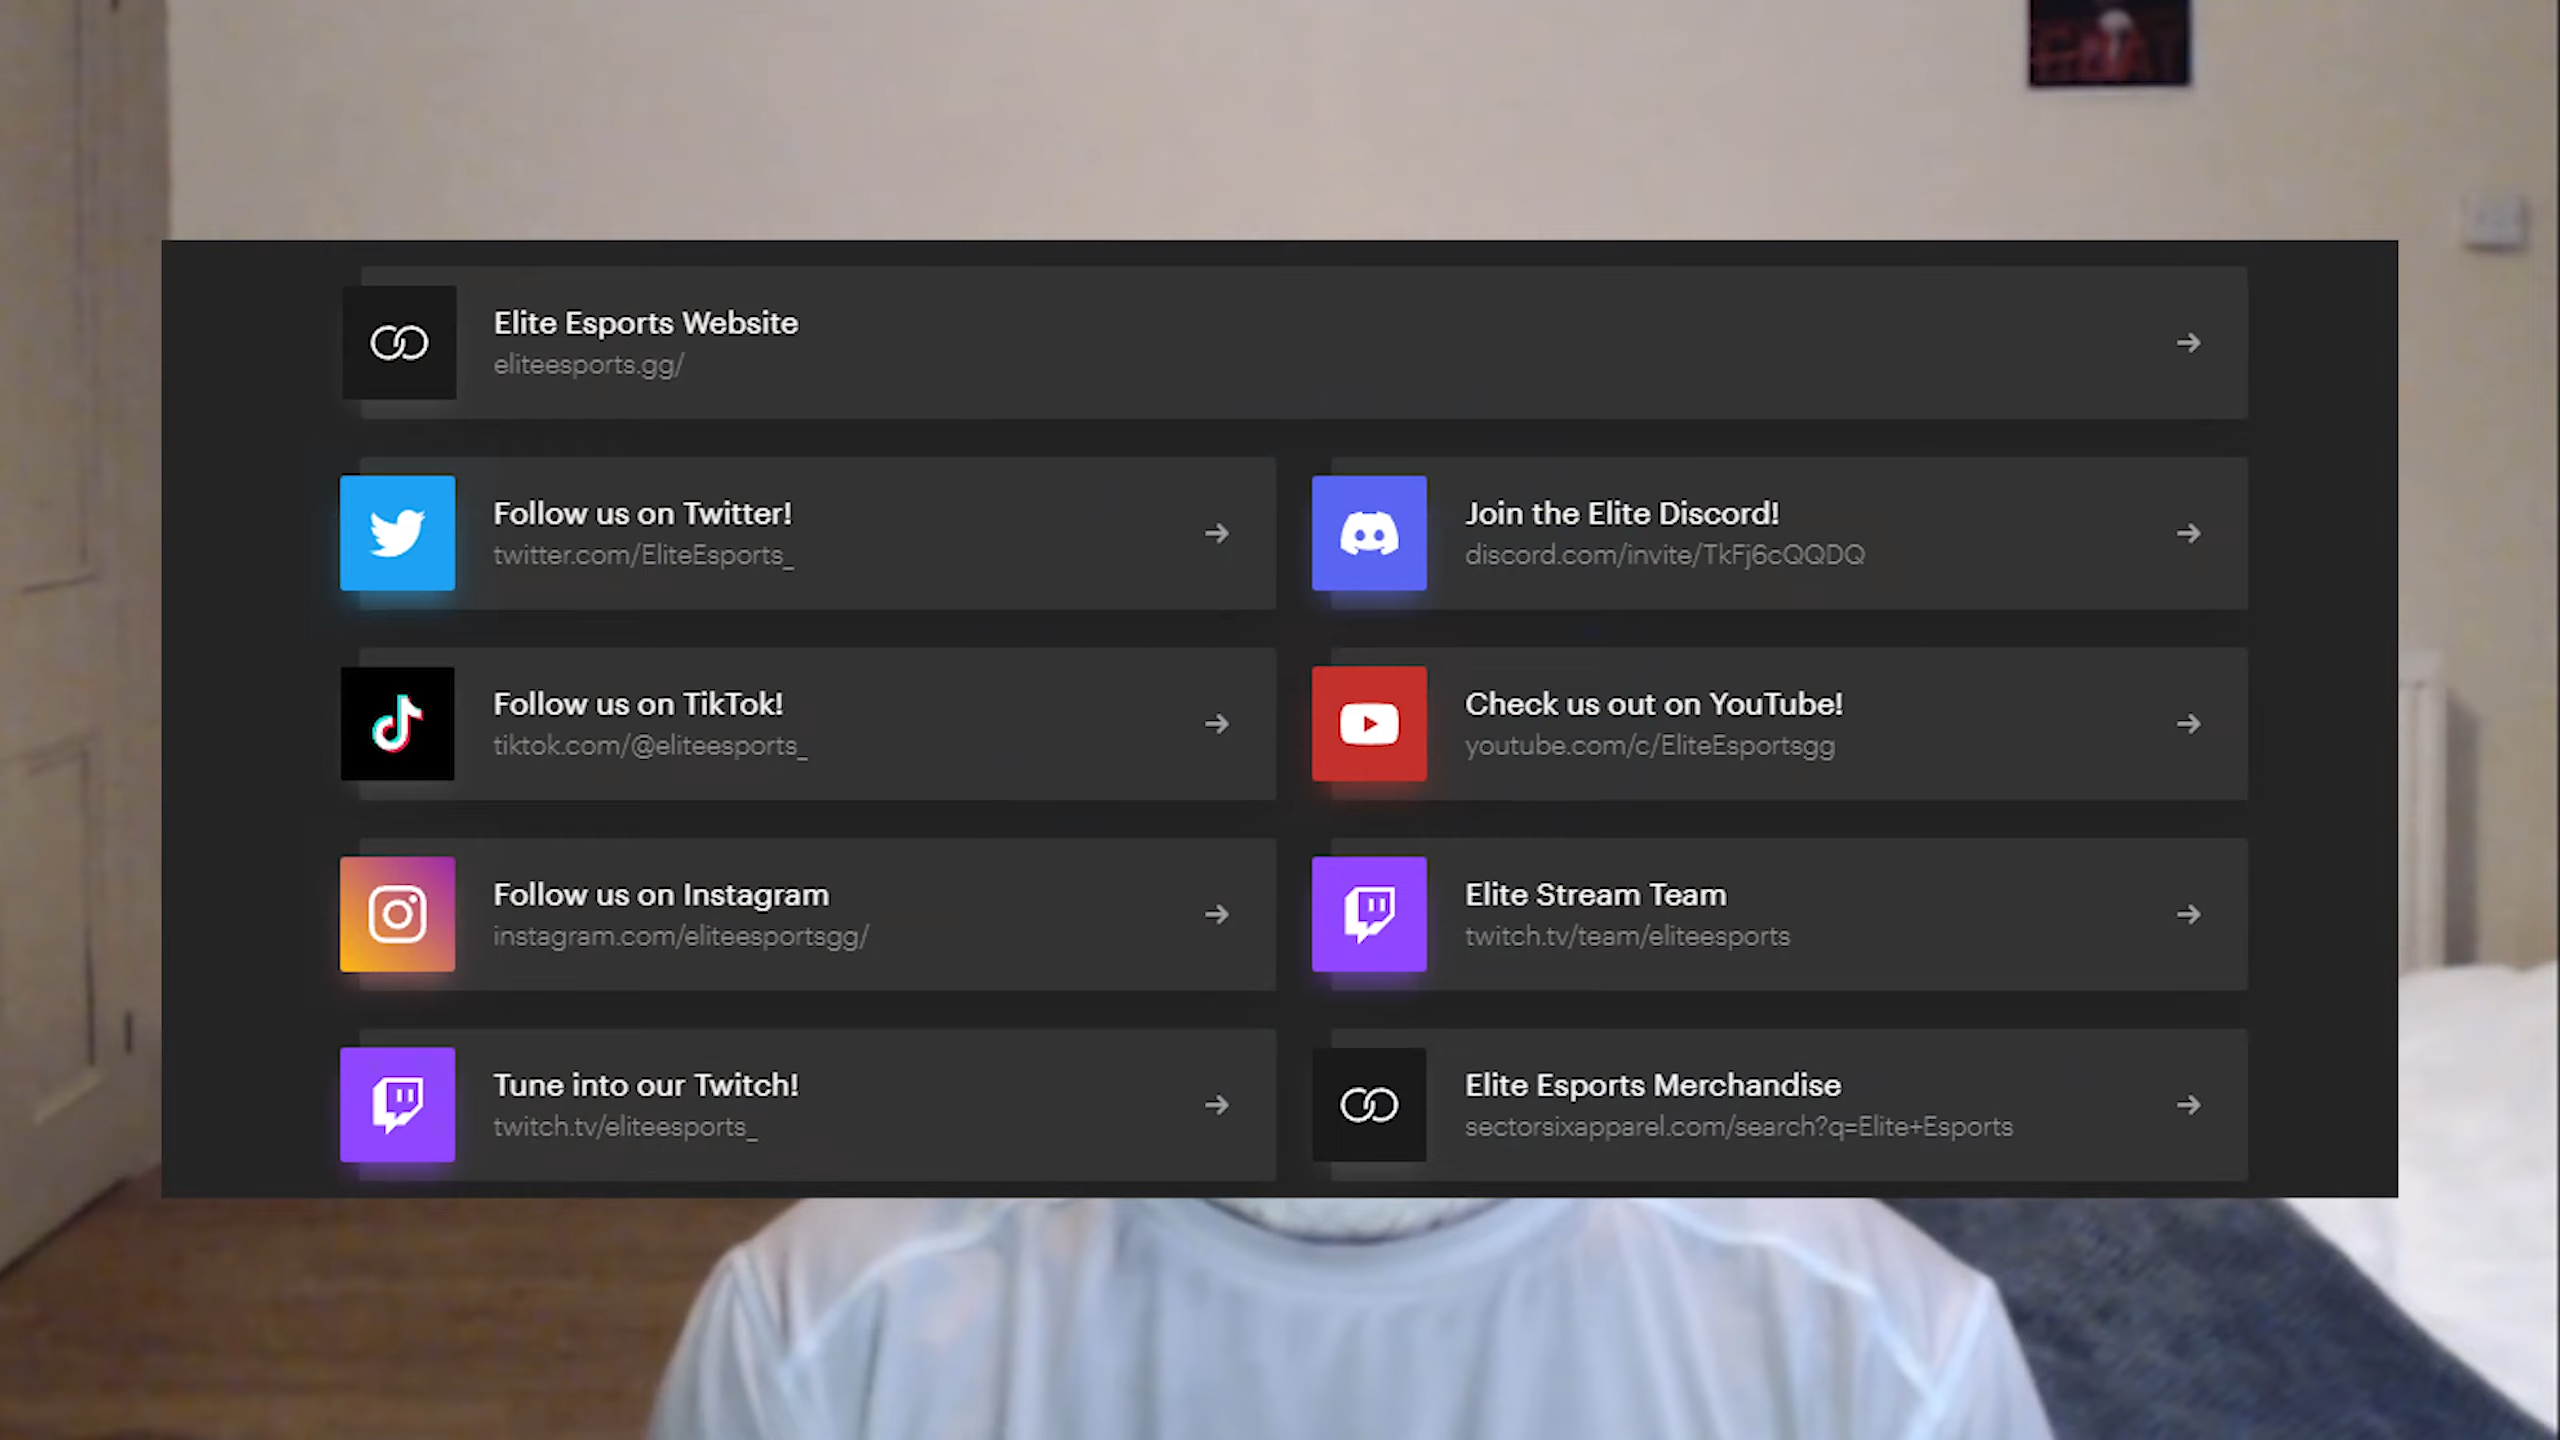 Elite Esports Website
eliteesports.gg/
Follow us on Twitter!
twitter.com/EliteEsports_
Join the Elite Discord!
discord.com/invite/TkFj6cQQDQ
Follow us on TikTok!
tiktok.com/@eliteesports_
Check us out on YouTube!
youtube.com/c/EliteEsportsgg
Follow us on Instagram
instagram.com/eliteesportsgg/
Elite Stream Team
twitch.tv/team/eliteesports
Tune into our Twitch!
twitch.tv/eliteesports_
Elite Esports Merchandise
sectorsixapparel.com/search?q=Elite+Esports